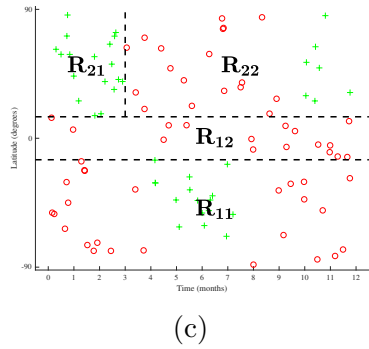 90
R21
R22
Latitude (degrees)
0
R12
R11
-90
0 1 2 3 4 5 6 7 8 9 10 11 12
Time (months)
(c)